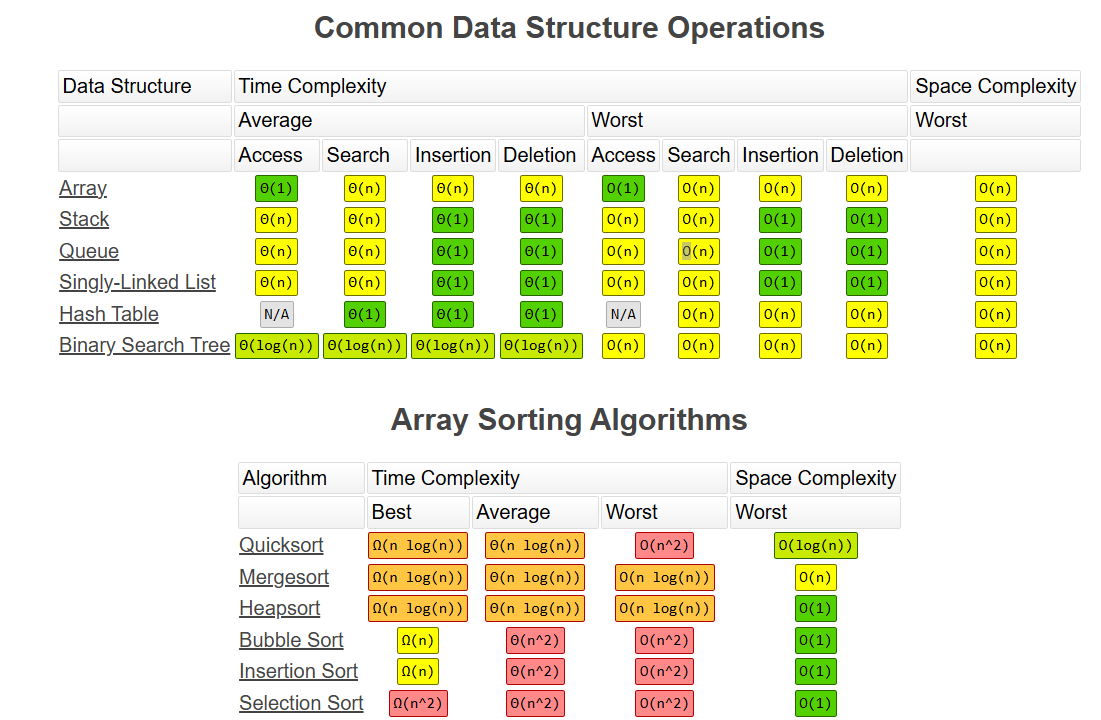 Common Data Structure Operations
Data Structure Time Complexity Space Complexity
Average Worst Worst
Access Search Insertion Deletion Access Search Insertion Deletion
Array Θ(1) Θ(n) Θ(n) Θ(n) O(1) O(n) O(n) O(n) O(n)
Stack Θ(n) Θ(n) Θ(1) Θ(1) O(n) O(n) O(1) O(1) O(n)
Queue Θ(n) Θ(n) Θ(1) Θ(1) O(n) O(n) O(1) O(1) O(n)
Singly-Linked List Θ(n) Θ(n) Θ(1) Θ(1) O(n) O(n) O(1) O(1) O(n)
Hash Table N/A Θ(1) Θ(1) Θ(1) N/A O(n) O(n) O(n) O(n)
Binary Search Tree Θ(log(n)) Θ(log(n)) Θ(log(n)) Θ(log(n)) O(n) O(n) O(n) O(n) O(n)
Array Sorting Algorithms
Algorithm Time Complexity Space Complexity
Best Average Worst Worst
Quicksort Ω(n log(n)) Θ(n log(n)) O(n^2) O(log(n))
Mergesort Ω(n log(n)) Θ(n log(n)) O(n log(n)) O(n)
Heapsort Ω(n log(n)) Θ(n log(n)) O(n log(n)) O(1)
Bubble Sort Ω(n) Θ(n^2) O(n^2) O(1)
Insertion Sort Ω(n) Θ(n^2) O(n^2) O(1)
Selection Sort Ω(n^2) Θ(n^2) O(n^2) O(1)